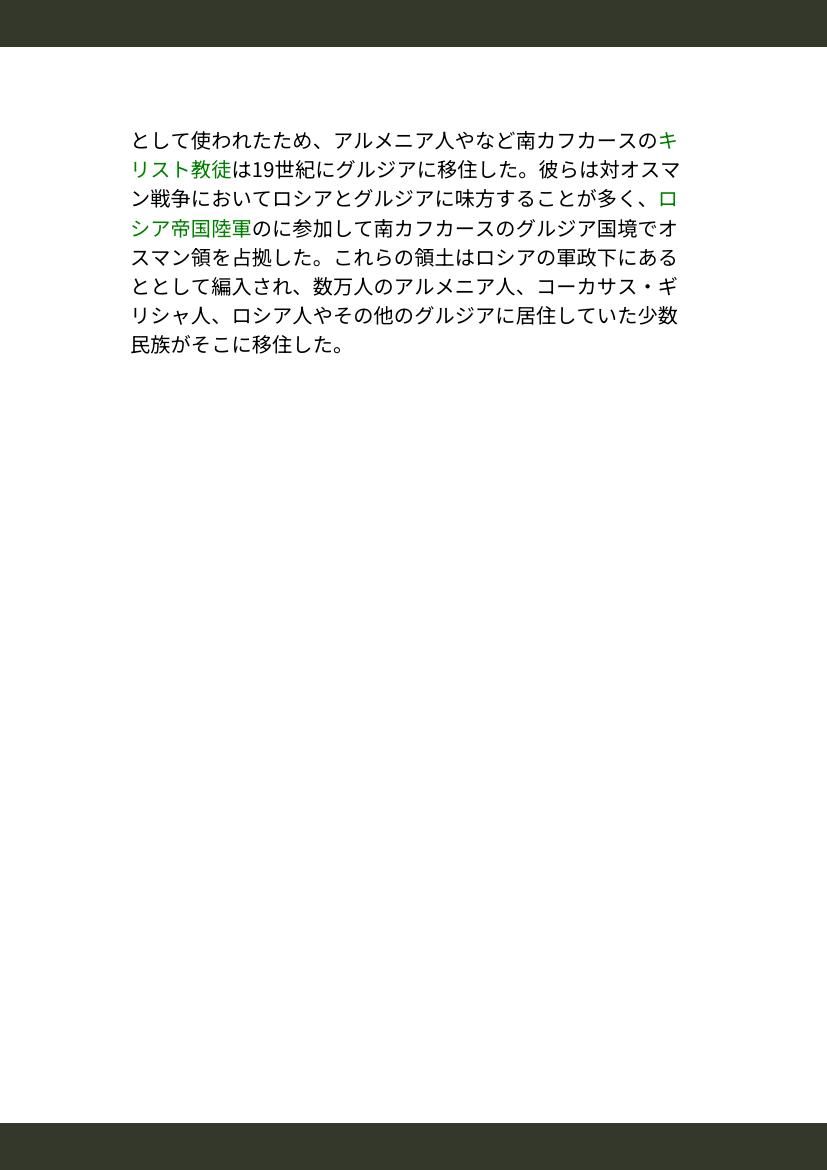 として使われたため、アルメニア人やなど南カフカースのキ
リスト教徒は19世紀にグルジアに移住した。彼らは対オスマ
ン戦争においてロシアとグルジアに味方することが多く、ロ
シア帝国陸軍のに参加して南カフカースのグルジア国境でオ
スマン領を占拠した。これらの領土はロシアの軍政下にある
ととして編入され、数万人のアルメニア人、コーカサス・ギ
リシャ人、ロシア人やその他のグルジアに居住していた少数
民族がそこに移住した。